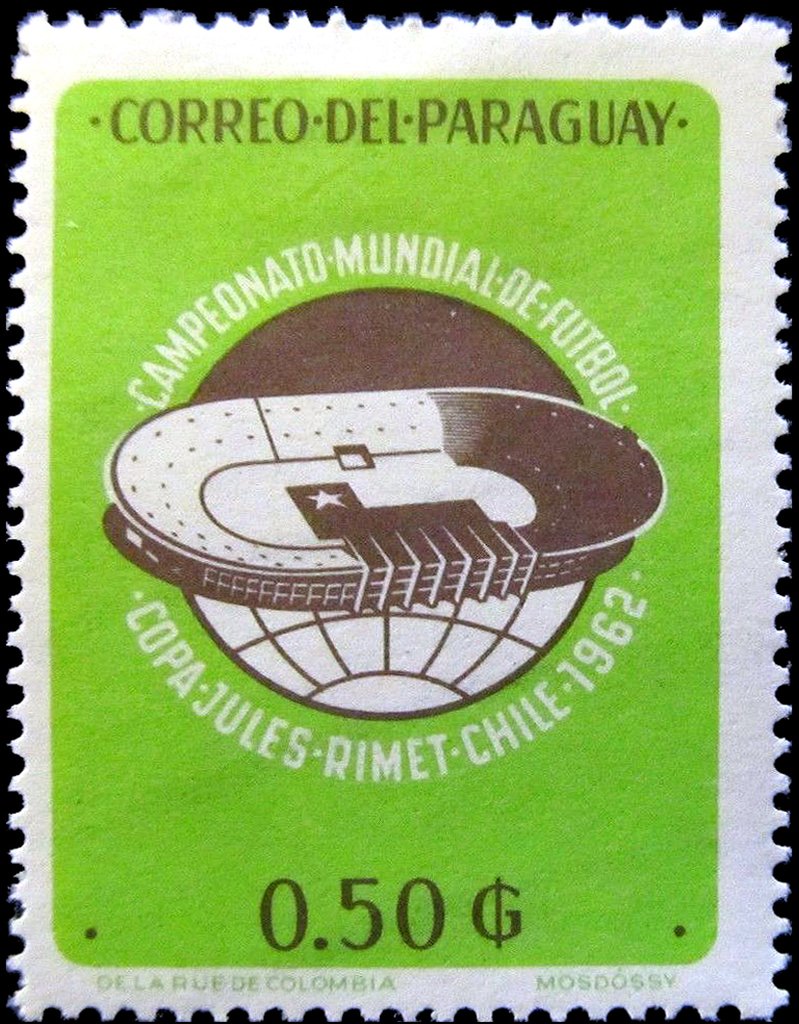 ·CORREO·DEL·PARAGUAY·
·CAMPEONATO·MUNDIAL·DE·FUTBOL·
·COPA·JULES·RIMET·CHILE·1962·
0.50 ₲
DE LA RUE DE COLOMBIA MOSDÓSSY